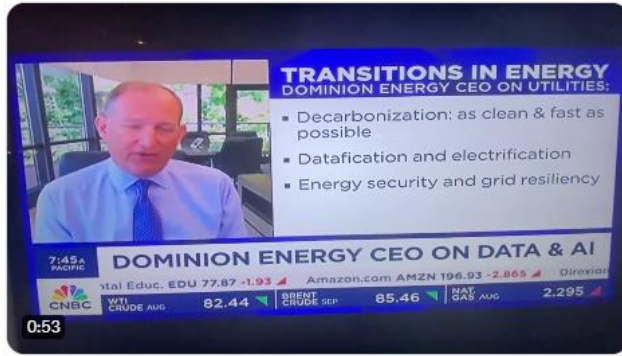 TRANSITIONS IN ENERGY
DOMINION ENERGY CEO ON UTILITIES:
▪ Decarbonization: as clean & fast as
possible
▪ Datafication and electrification
▪ Energy security and grid resiliency
7:45A
PACIFIC
DOMINION ENERGY CEO ON DATA & AI
ntal Educ. EDU 77.87 -1.93 Amazon.com AMZN 196.93 -2.865 Direxion
CNBC
WTI
CRUDE AUG 82.44
BRENT
CRUDE SEP 85.46
NAT
GAS AUG 2.295
0:53